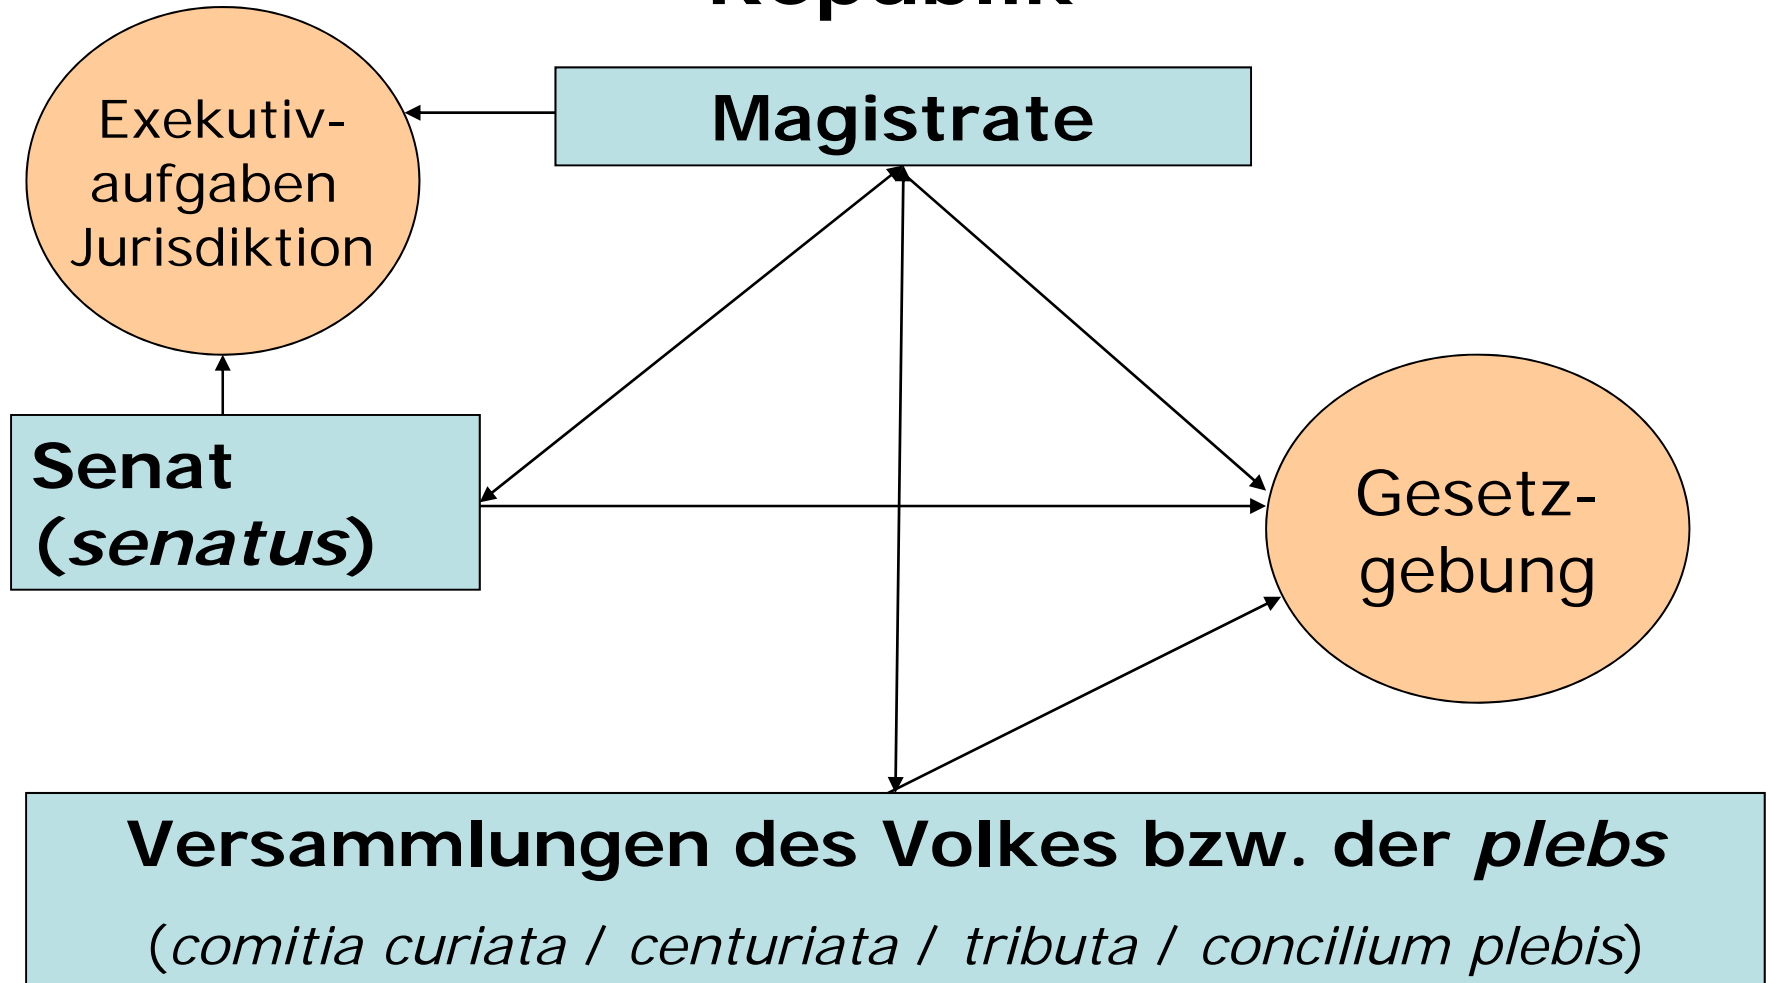 Republik
Magistrate
Exekutiv-
aufgaben
Jurisdiktion
Senat
(senatus)
Gesetz-
gebung
Versammlungen des Volkes bzw. der plebs
(comitia curiata / centuriata / tributa / concilium plebis)